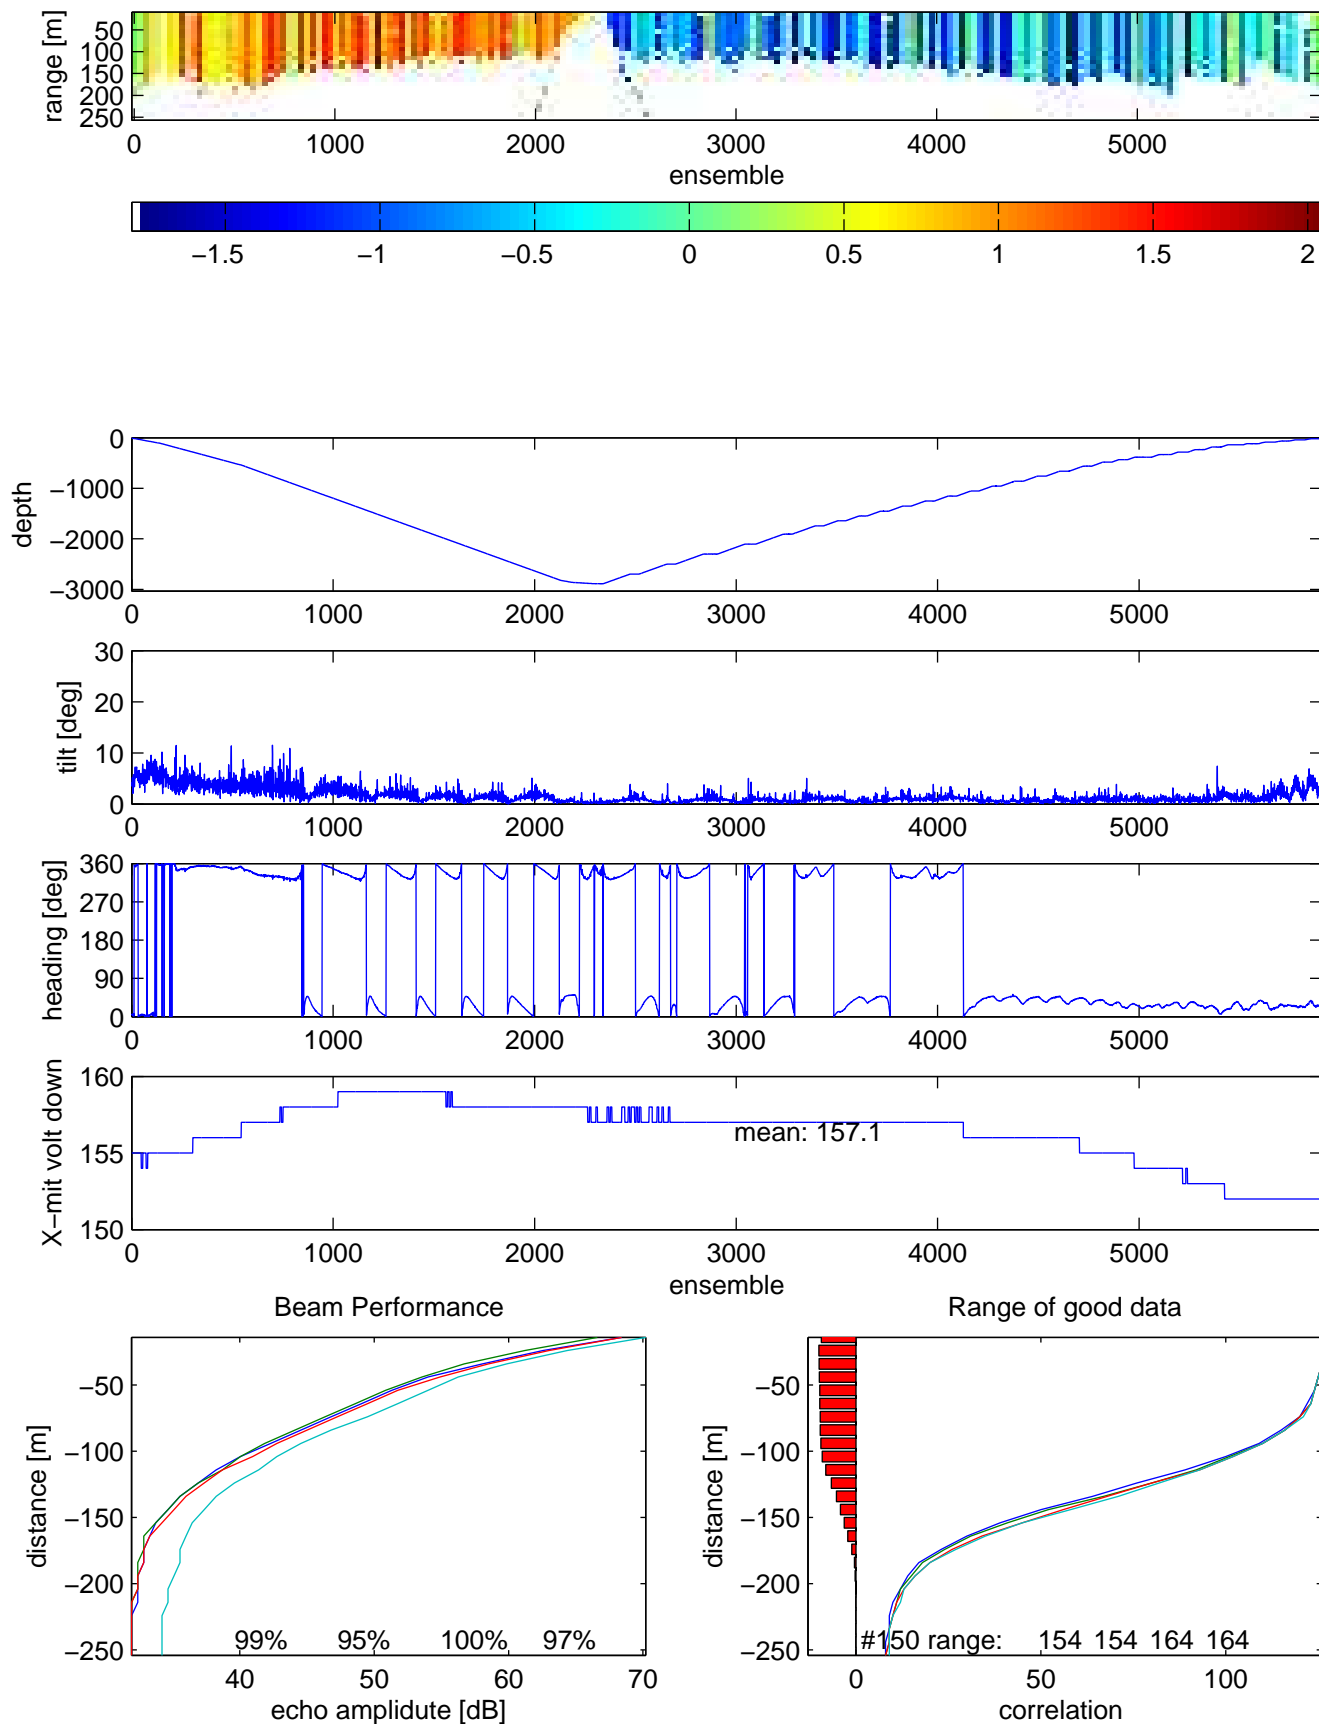 50
100
150
200
250
range [m]
0 1000 2000 3000 4000 5000
ensemble
−1.5 −1 −0.5 0 0.5 1 1.5 2
0
−1000
−2000
−3000
depth
0 1000 2000 3000 4000 5000
30
20
10
0
tilt [deg]
0 1000 2000 3000 4000 5000
360
270
180
90
0
heading [deg]
0 1000 2000 3000 4000 5000
160
155
150
X−mit volt down
mean: 157.1
0 1000 2000 3000 4000 5000
ensemble
Beam Performance
−50
−100
−150
−200
−250
distance [m]
99% 95% 100% 97%
40 50 60 70
echo amplidute [dB]
Range of good data
−50
−100
−150
−200
−250
distance [m]
#150 range: 154 154 164 164
0 50 100
correlation